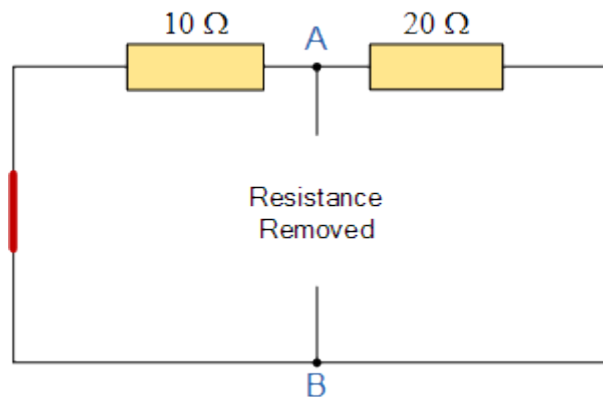 10 Ω
A
20 Ω
Resistance
Removed
B